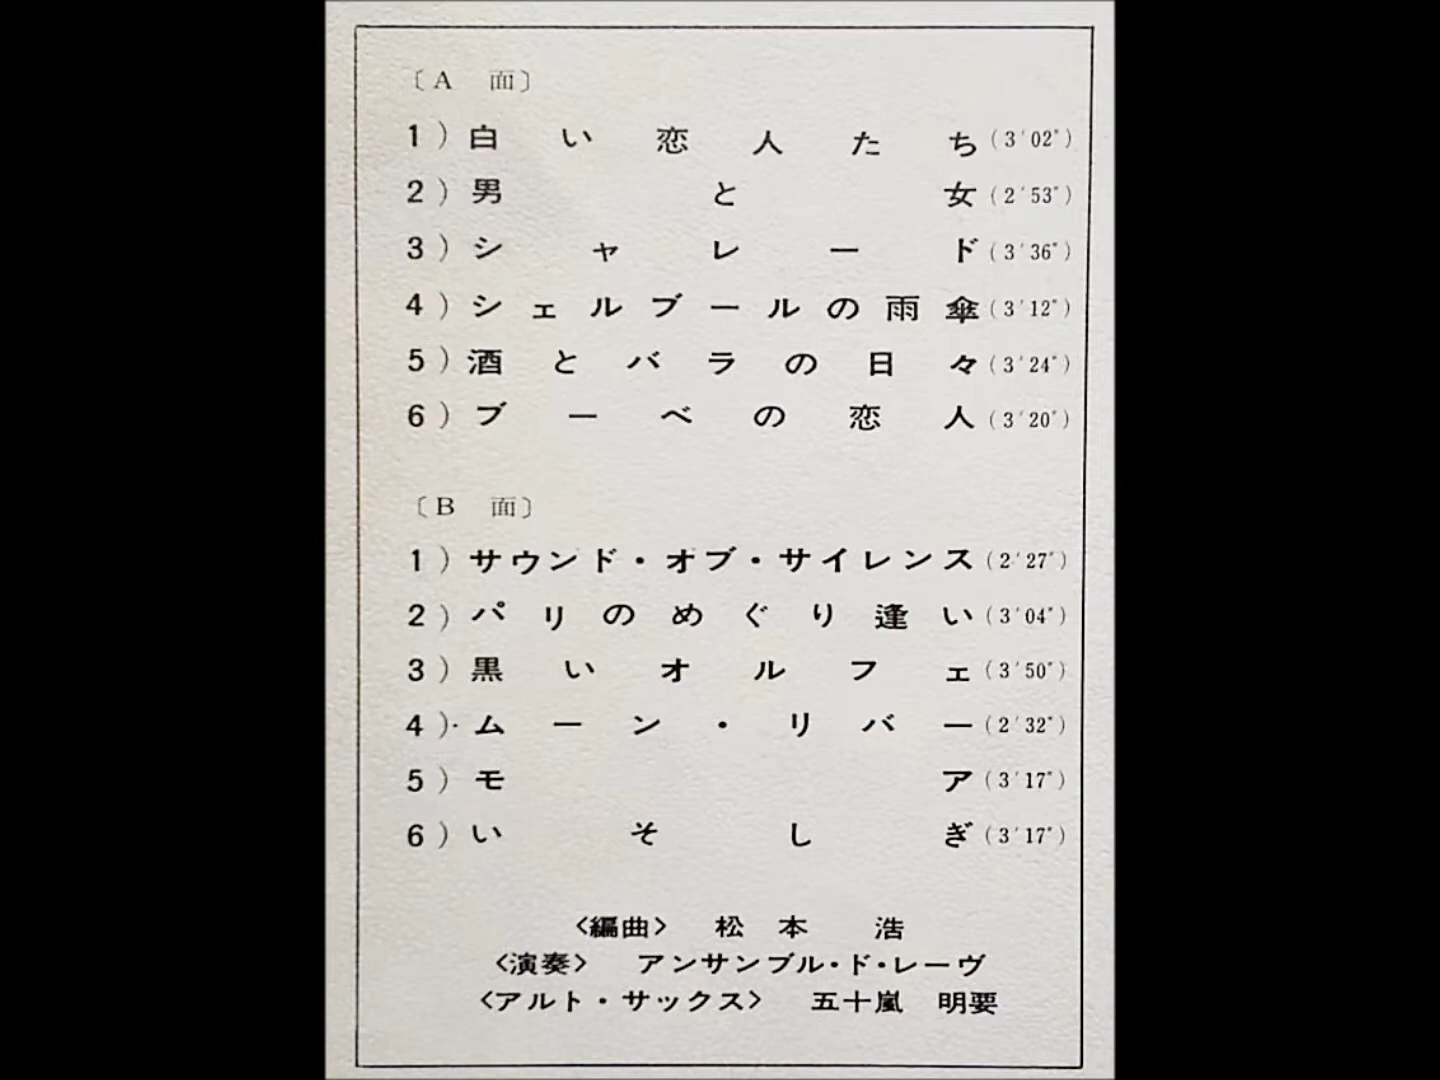 〔A 面〕
1）白い恋人たち（3′02″）
2）男と女（2′53″）
3）シャレード（3′36″）
4）シェルブールの雨傘（3′12″）
5）酒とバラの日々（3′24″）
6）ブーベの恋人（3′20″）
〔B 面〕
1）サウンド・オブ・サイレンス（2′27″）
2）パリのめぐり逢い（3′04″）
3）黒いオルフェ（3′50″）
4）ムーン・リバー（2′32″）
5）モア（3′17″）
6）いそしぎ（3′17″）
〈編曲〉 松本 浩
〈演奏〉 アンサンブル・ド・レーヴ
〈アルト・サックス〉 五十嵐 明要